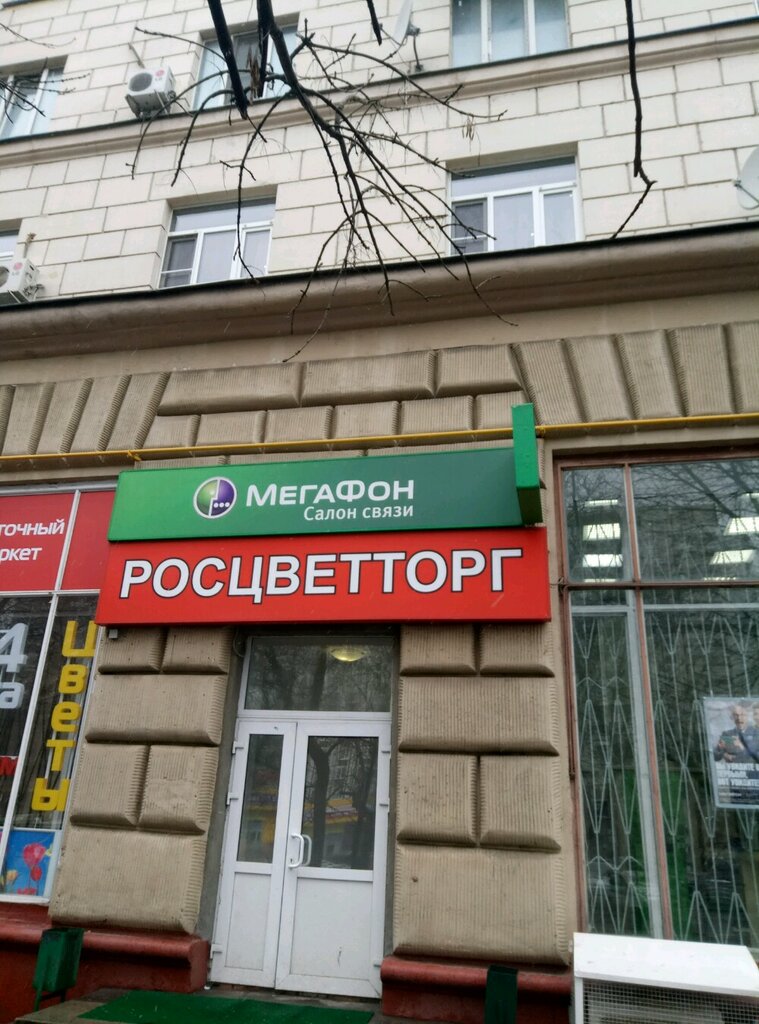 МЕГАФОН
Салон связи
РОСЦВЕТТОРГ
точный
ркет
Цветы